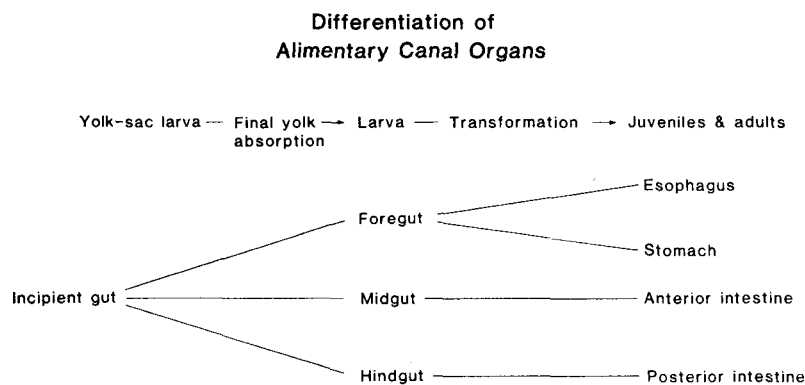 Differentiation of
Alimentary Canal Organs
Yolk-sac larva — Final yolk absorption → Larva — Transformation → Juveniles & adults
Esophagus
Foregut
Stomach
Incipient gut
Midgut
Anterior intestine
Hindgut
Posterior intestine